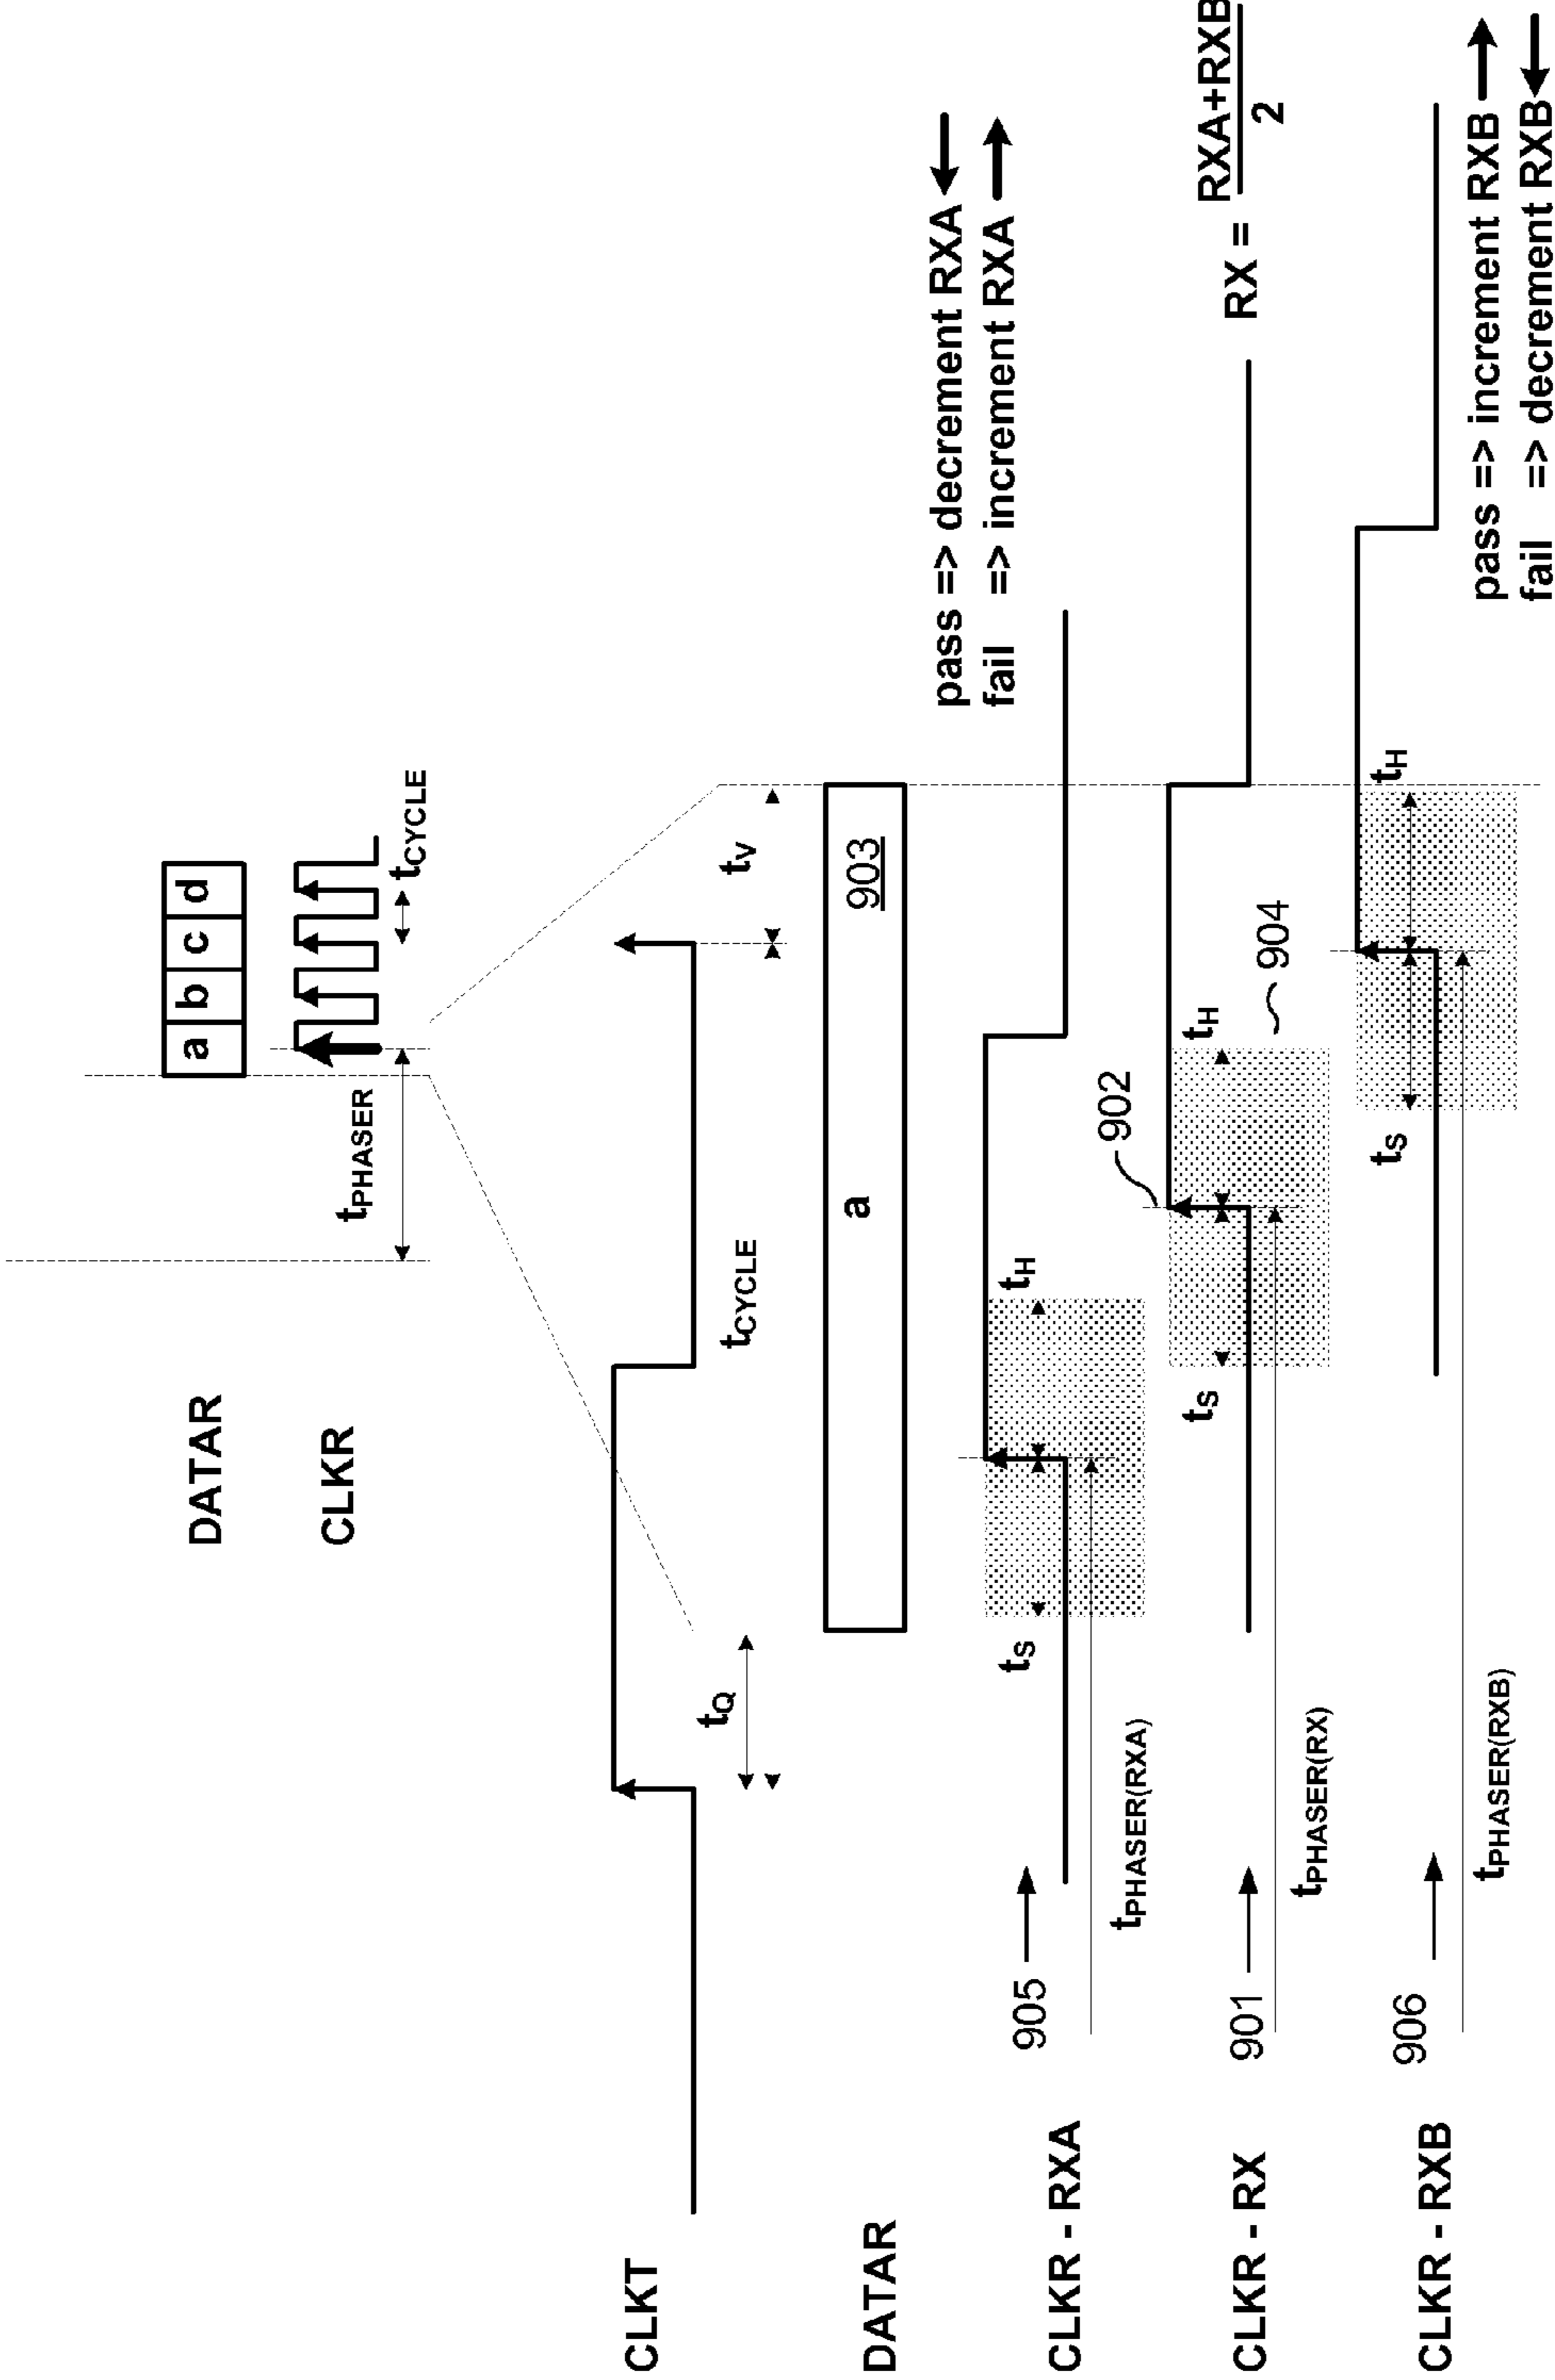 DATAR
a b c d
CLKR
tPHASER
tCYCLE
CLKT
tQ
tCYCLE
tV
DATAR
a
903
pass => decrement RXA
fail => increment RXA
CLKR - RXA
905
tS
tH
tPHASER(RXA)
902
CLKR - RX
901
tS
tH
904
RX = RXA+RXB
2
tPHASER(RX)
CLKR - RXB
906
tS
tH
tPHASER(RXB)
pass => increment RXB
fail => decrement RXB